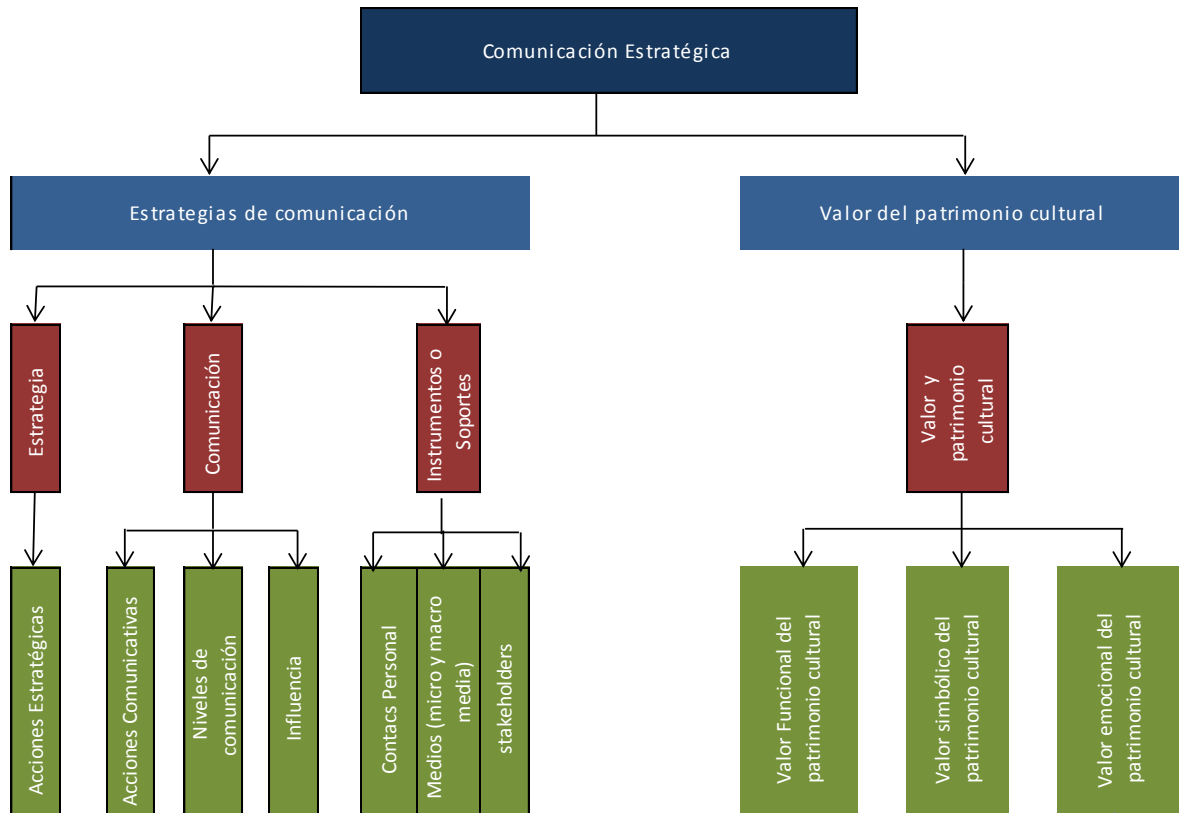 Comunicación Estratégica
Estrategias de comunicación
Valor del patrimonio cultural
Estrategia
Comunicación
Instrumentos o
Soportes
Valor y
patrimonio
cultural
Acciones Estratégicas
Acciones Comunicativas
Niveles de
comunicación
Influencia
Contacs Personal
Medios (micro y macro
media)
stakeholders
Valor Funcional del
patrimonio cultural
Valor simbólico del
patrimonio cultural
Valor emocional del
patrimonio cultural